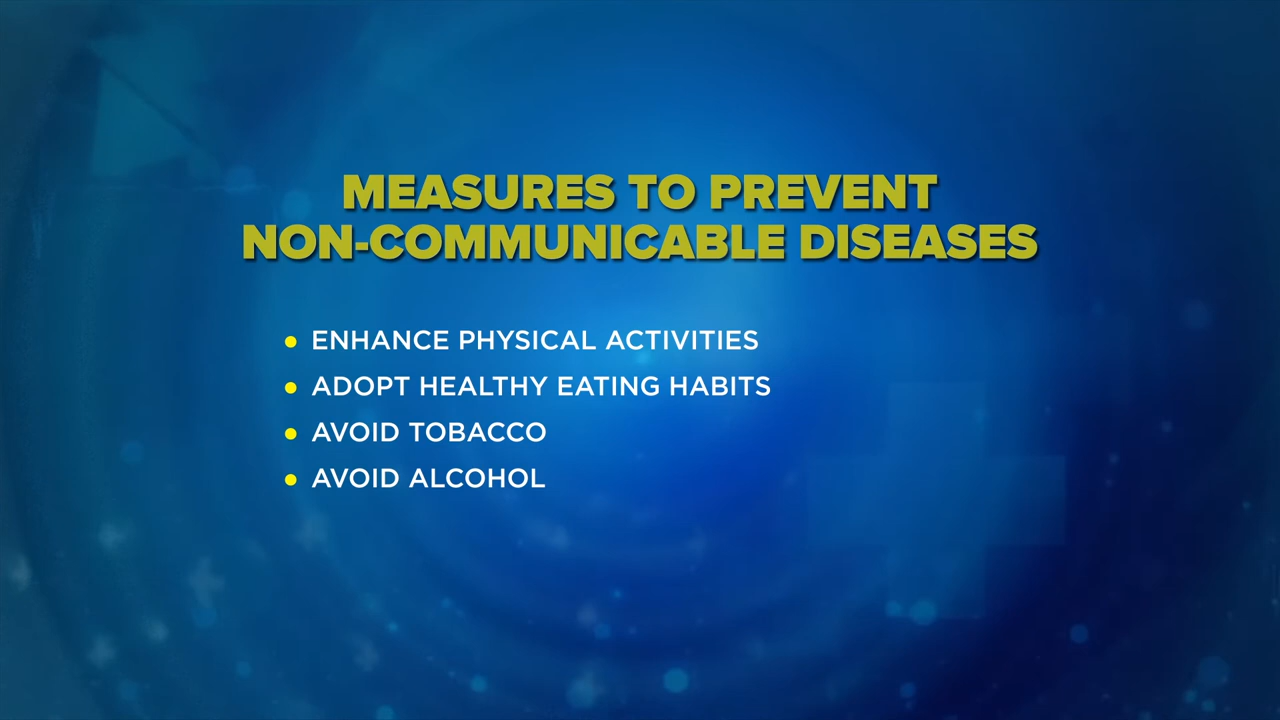 MEASURES TO PREVENT
NON-COMMUNICABLE DISEASES
• ENHANCE PHYSICAL ACTIVITIES
• ADOPT HEALTHY EATING HABITS
• AVOID TOBACCO
• AVOID ALCOHOL